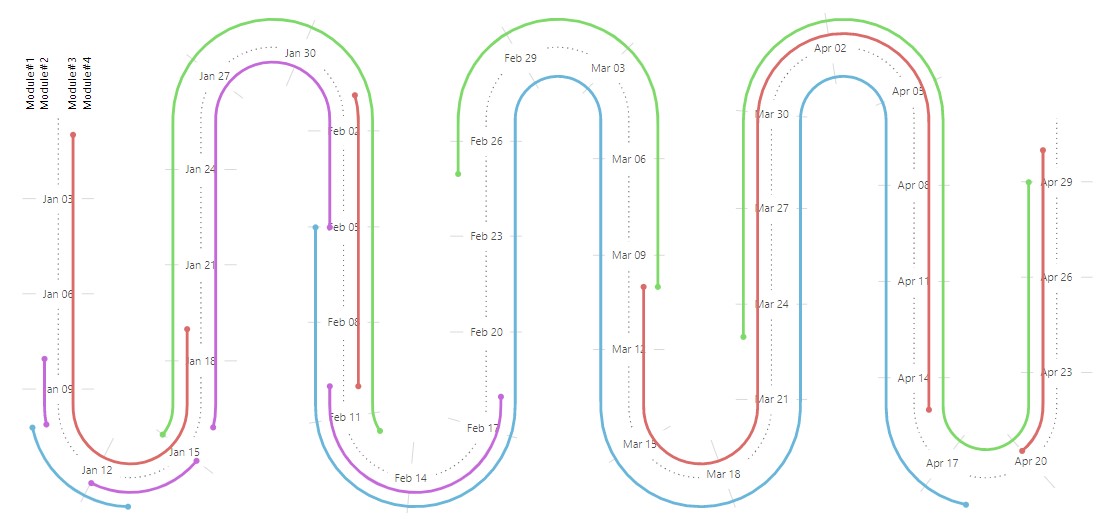 Module#1
Module#2
Module#3
Module#4
Jan 03
Jan 06
Jan 09
Jan 12
Jan 15
Jan 18
Jan 21
Jan 24
Jan 27
Jan 30
Feb 02
Feb 05
Feb 08
Feb 11
Feb 14
Feb 17
Feb 20
Feb 23
Feb 26
Feb 29
Mar 03
Mar 06
Mar 09
Mar 12
Mar 15
Mar 18
Mar 21
Mar 24
Mar 27
Mar 30
Apr 02
Apr 05
Apr 08
Apr 11
Apr 14
Apr 17
Apr 20
Apr 23
Apr 26
Apr 29